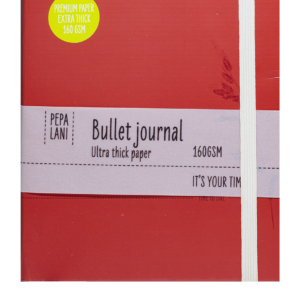 PREMIUM PAPER
EXTRA THICK
160 GSM
PEPA
LANI
Bullet journal
Ultra thick paper
160GSM
IT'S YOUR TIM